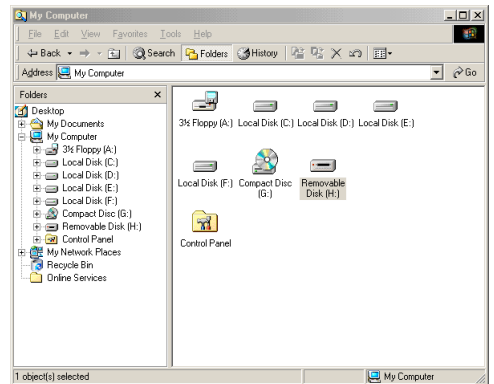 My Computer
File Edit View Favorites Tools Help
Back Search Folders History
Address My Computer Go
Folders
Desktop
My Documents
My Computer
3½ Floppy (A:)
Local Disk (C:)
Local Disk (D:)
Local Disk (E:)
Local Disk (F:)
Compact Disc (G:)
Removable Disk (H:)
Control Panel
My Network Places
Recycle Bin
Online Services
3½ Floppy (A:) Local Disk (C:) Local Disk (D:) Local Disk (E:)
Local Disk (F:) Compact Disc (G:) Removable Disk (H:)
Control Panel
1 object(s) selected My Computer